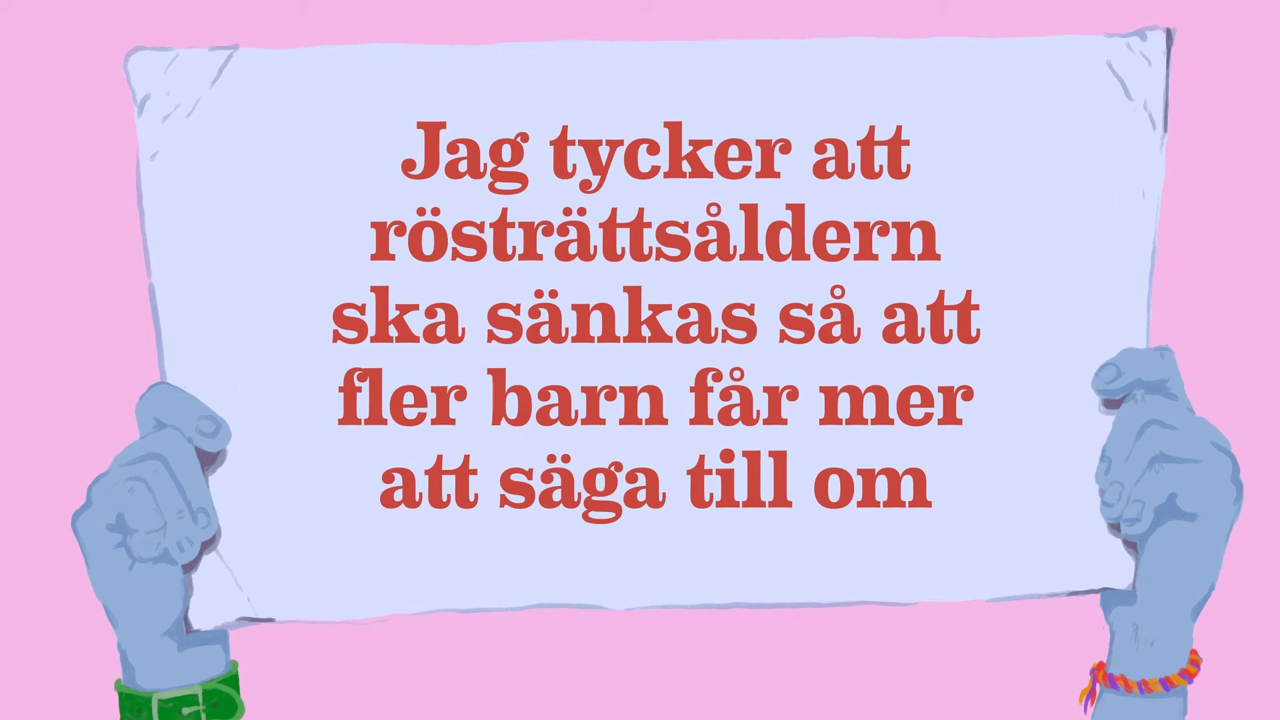 Jag tycker att
rösträttsåldern
ska sänkas så att
fler barn får mer
att säga till om